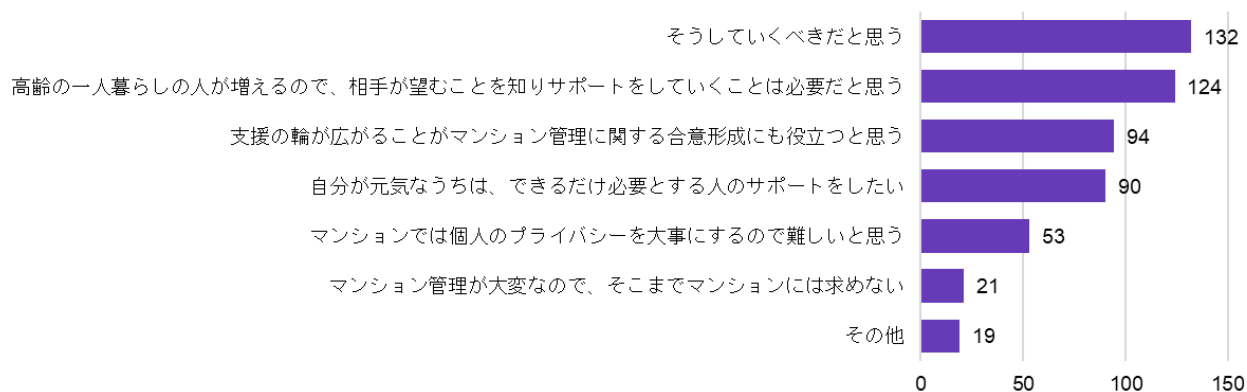 そうしていくべきだと思う 132
高齢の一人暮らしの人が増えるので、相手が望むことを知りサポートをしていくことは必要だと思う 124
支援の輪が広がることがマンション管理に関する合意形成にも役立つと思う 94
自分が元気なうちは、できるだけ必要とする人のサポートをしたい 90
マンションでは個人のプライバシーを大事にするので難しいと思う 53
マンション管理が大変なので、そこまでマンションには求めない 21
その他 19
0 50 100 150